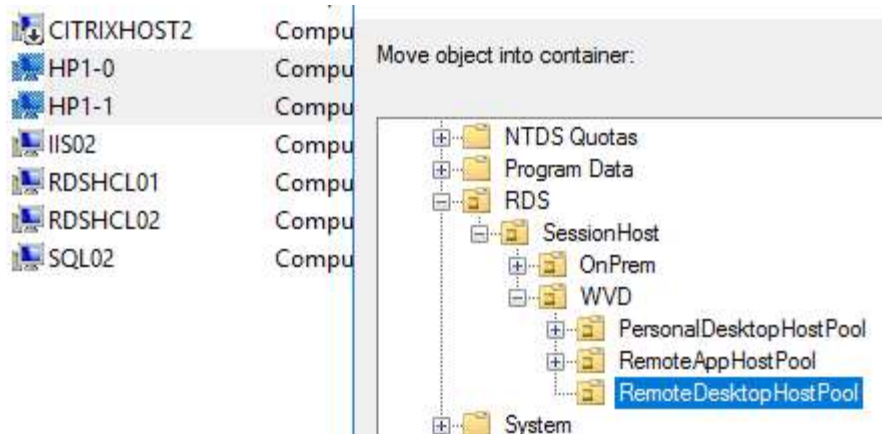 CITRIXHOST2 Compu
HP1-0 Compu
HP1-1 Compu
IIS02 Compu
RDSHCL01 Compu
RDSHCL02 Compu
SQL02 Compu
Move object into container:
NTDS Quotas
Program Data
RDS
SessionHost
OnPrem
WVD
PersonalDesktopHostPool
RemoteAppHostPool
RemoteDesktopHostPool
System